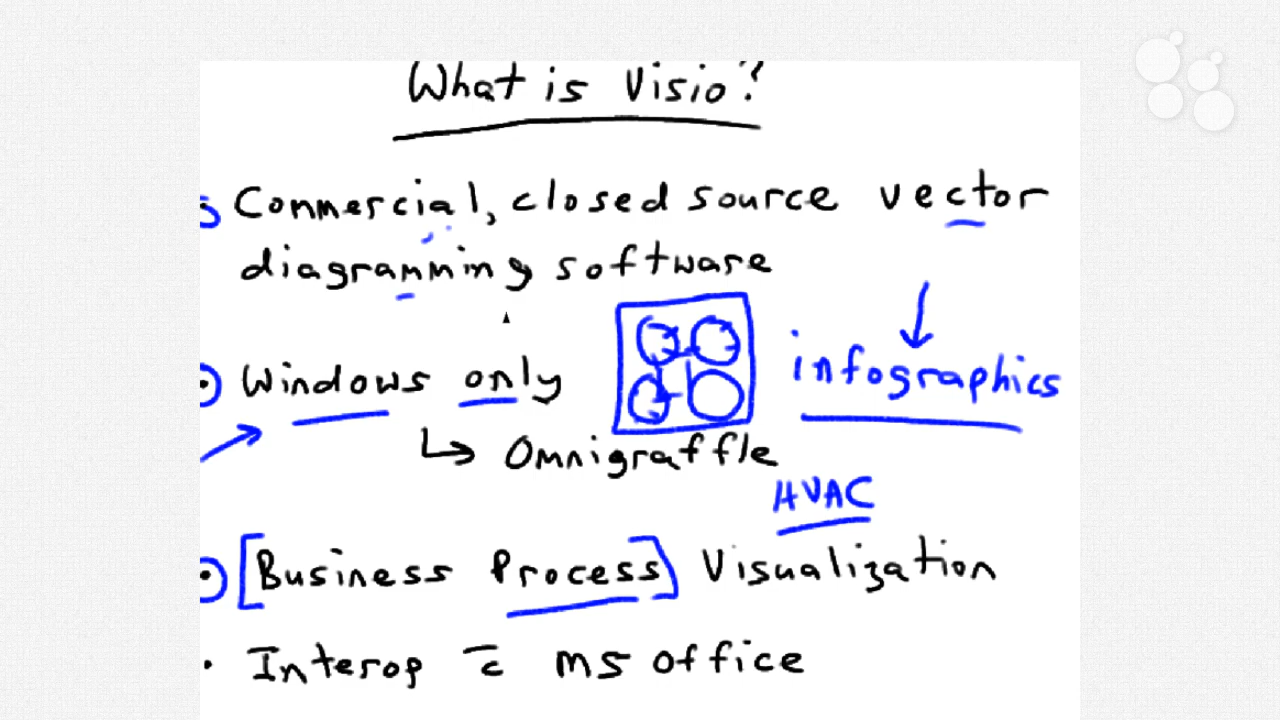 What is Visio?
Commercial, closed source vector
diagramming software
Windows only
infographics
↳ Omnigraffle
HVAC
[Business Process] Visualization
• Interop c̄ MS office